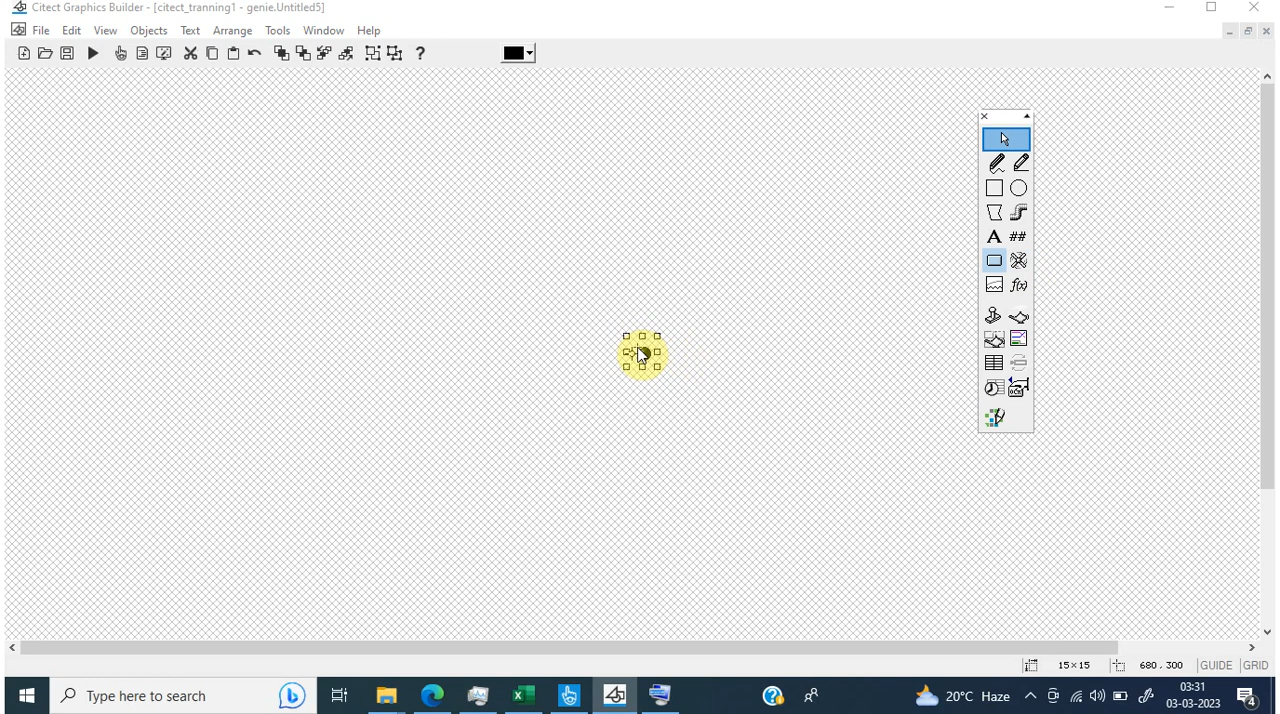 Citect Graphics Builder - [citect_tranning1 - genie.Untitled5]
File Edit View Objects Text Arrange Tools Window Help
A ##
f(x)
15×15 680 , 300 GUIDE GRID
Type here to search
20°C Haze
03:31
03-03-2023
4